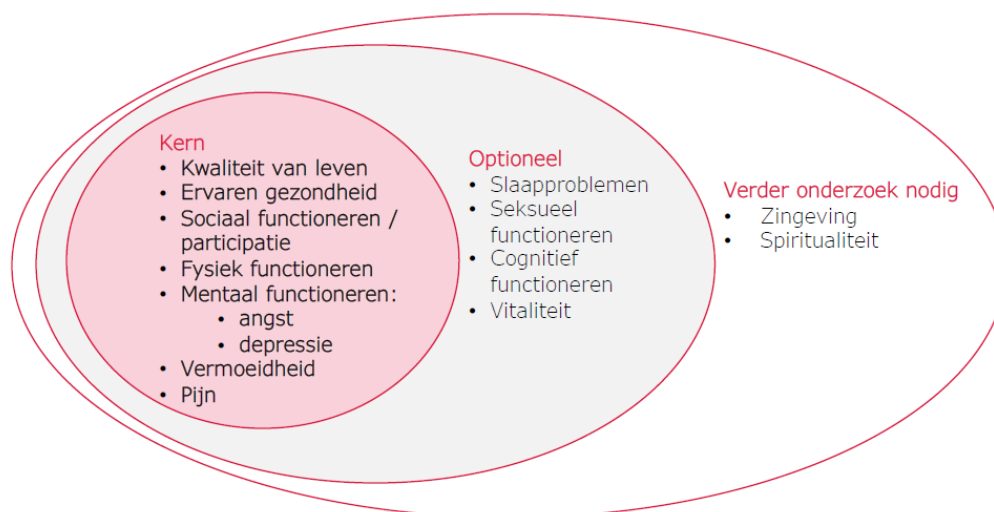 Kern
• Kwaliteit van leven
• Ervaren gezondheid
• Sociaal functioneren /
participatie
• Fysiek functioneren
• Mentaal functioneren:
• angst
• depressie
• Vermoeidheid
• Pijn
Optioneel
• Slaapproblemen
• Seksueel
functioneren
• Cognitief
functioneren
• Vitaliteit
Verder onderzoek nodig
• Zingeving
• Spiritualiteit